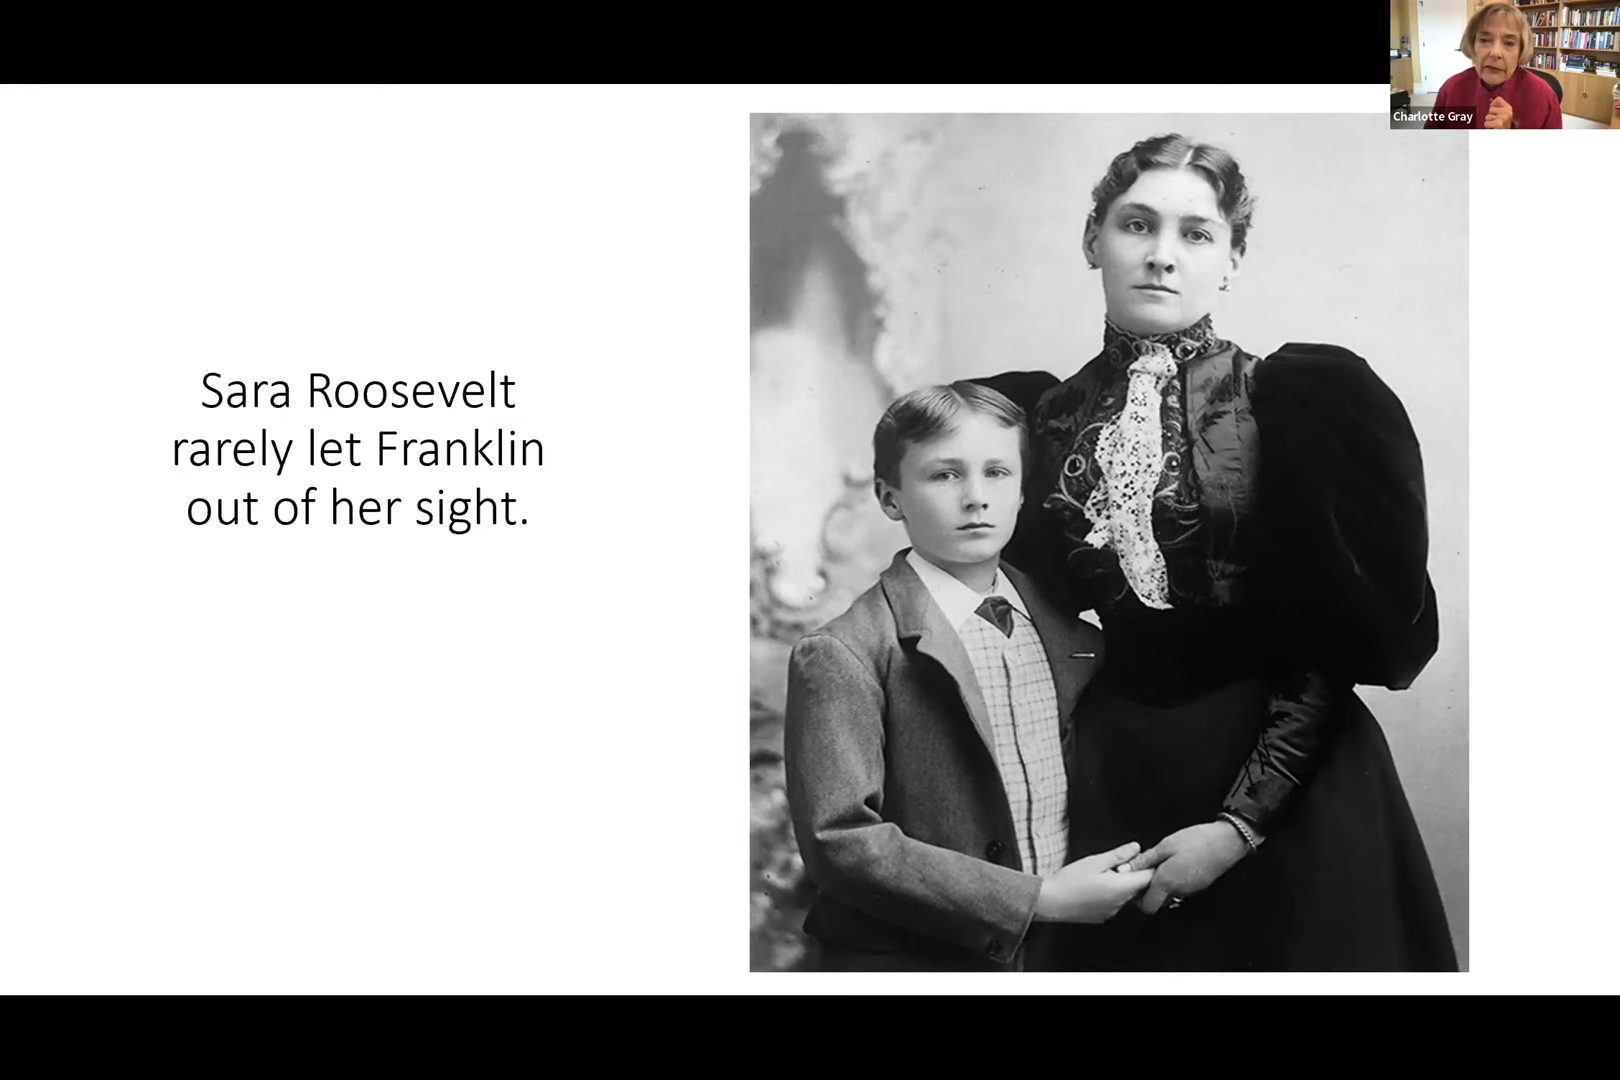 Charlotte Gray
Sara Roosevelt
rarely let Franklin
out of her sight.